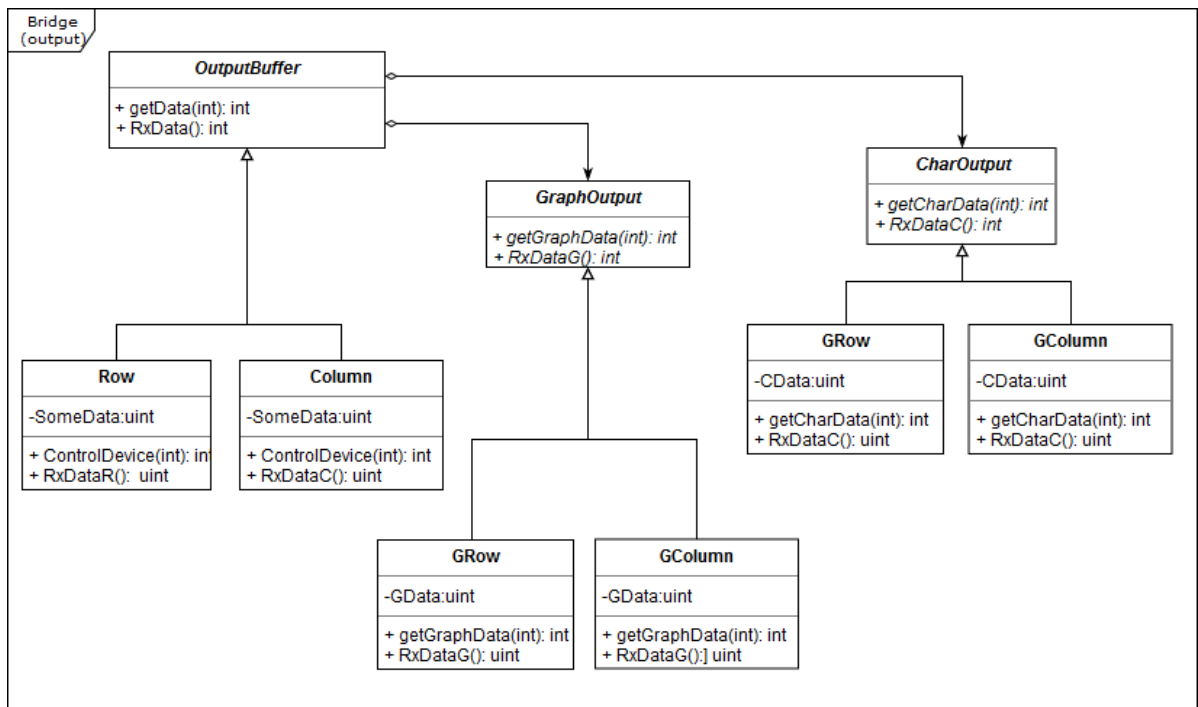 Bridge
(output)
OutputBuffer
+ getData(int): int
+ RxData(): int
GraphOutput
+ getGraphData(int): int
+ RxDataG(): int
CharOutput
+ getCharData(int): int
+ RxDataC(): int
Row
-SomeData:uint
+ ControlDevice(int): int
+ RxDataR(): uint
Column
-SomeData:uint
+ ControlDevice(int): int
+ RxDataC(): uint
GRow
-CData:uint
+ getCharData(int): int
+ RxDataC(): uint
GColumn
-CData:uint
+ getCharData(int): int
+ RxDataC(): uint
GRow
-GData:uint
+ getGraphData(int): int
+ RxDataG(): uint
GColumn
-GData:uint
+ getGraphData(int): int
+ RxDataG():] uint